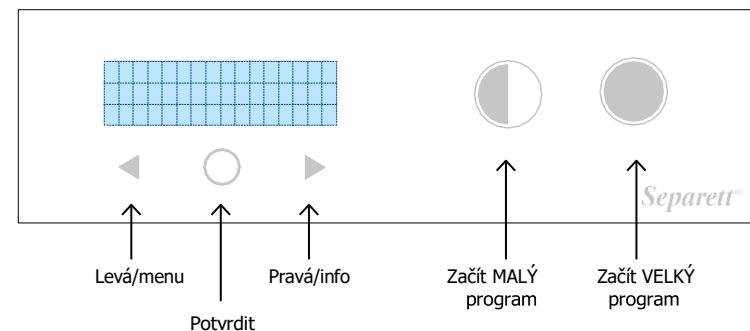 Separett®
Levá/menu
Pravá/info
Začít MALÝ
program
Začít VELKÝ
program
Potvrdit